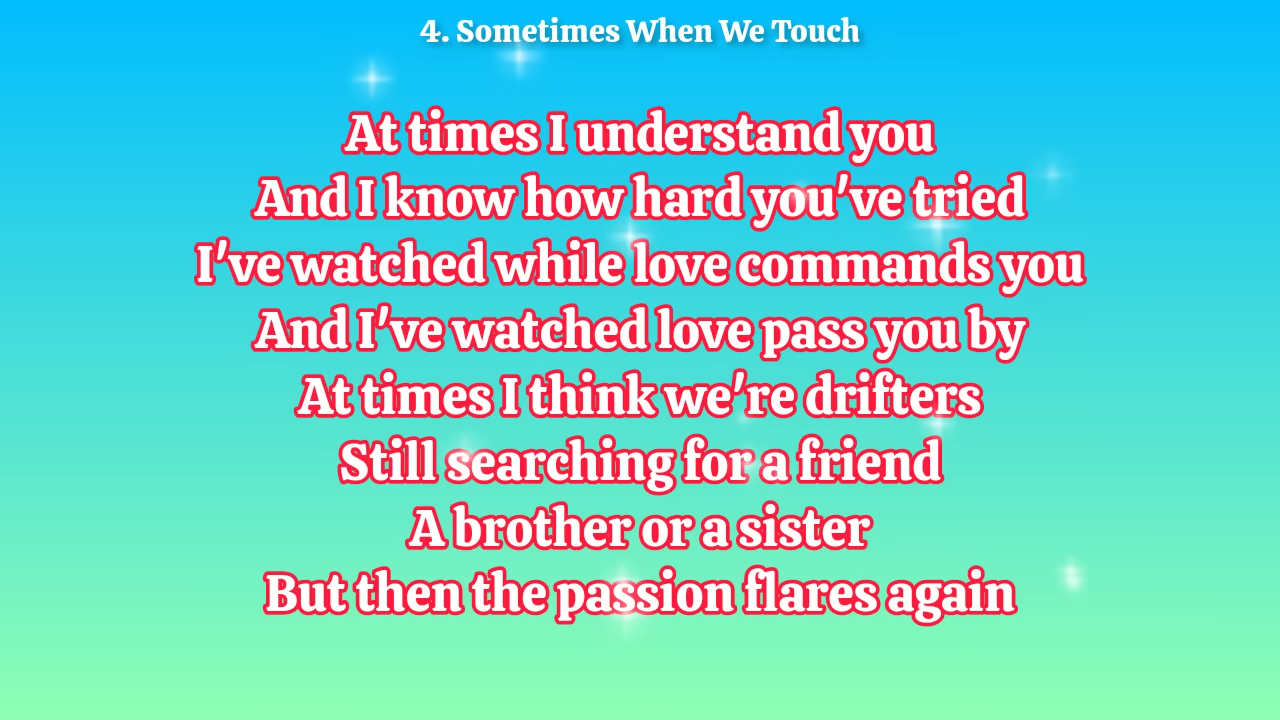 4. Sometimes When We Touch
At times I understand you
And I know how hard you've tried
I've watched while love commands you
And I've watched love pass you by
At times I think we're drifters
Still searching for a friend
A brother or a sister
But then the passion flares again